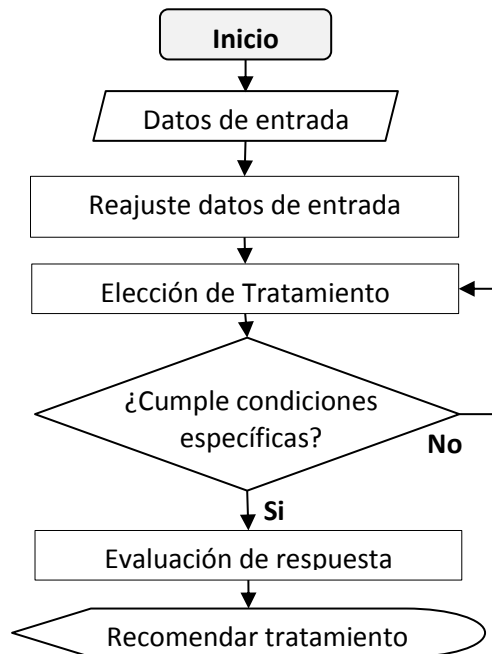 Inicio
Datos de entrada
Reajuste datos de entrada
Elección de Tratamiento
¿Cumple condiciones
específicas?
No
Si
Evaluación de respuesta
Recomendar tratamiento